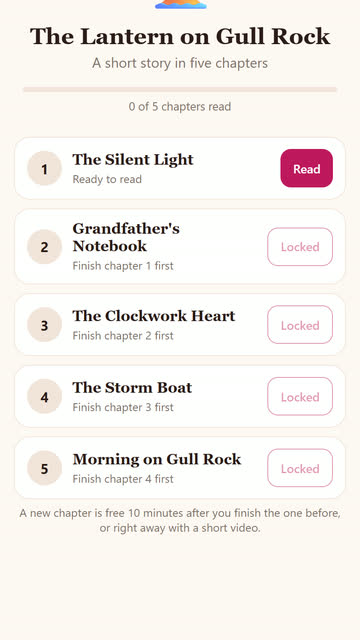 The Lantern on Gull Rock
A short story in five chapters
0 of 5 chapters read
1
The Silent Light
Ready to read
Read
2
Grandfather's
Notebook
Finish chapter 1 first
Locked
3
The Clockwork Heart
Finish chapter 2 first
Locked
4
The Storm Boat
Finish chapter 3 first
Locked
5
Morning on Gull Rock
Finish chapter 4 first
Locked
A new chapter is free 10 minutes after you finish the one before,
or right away with a short video.